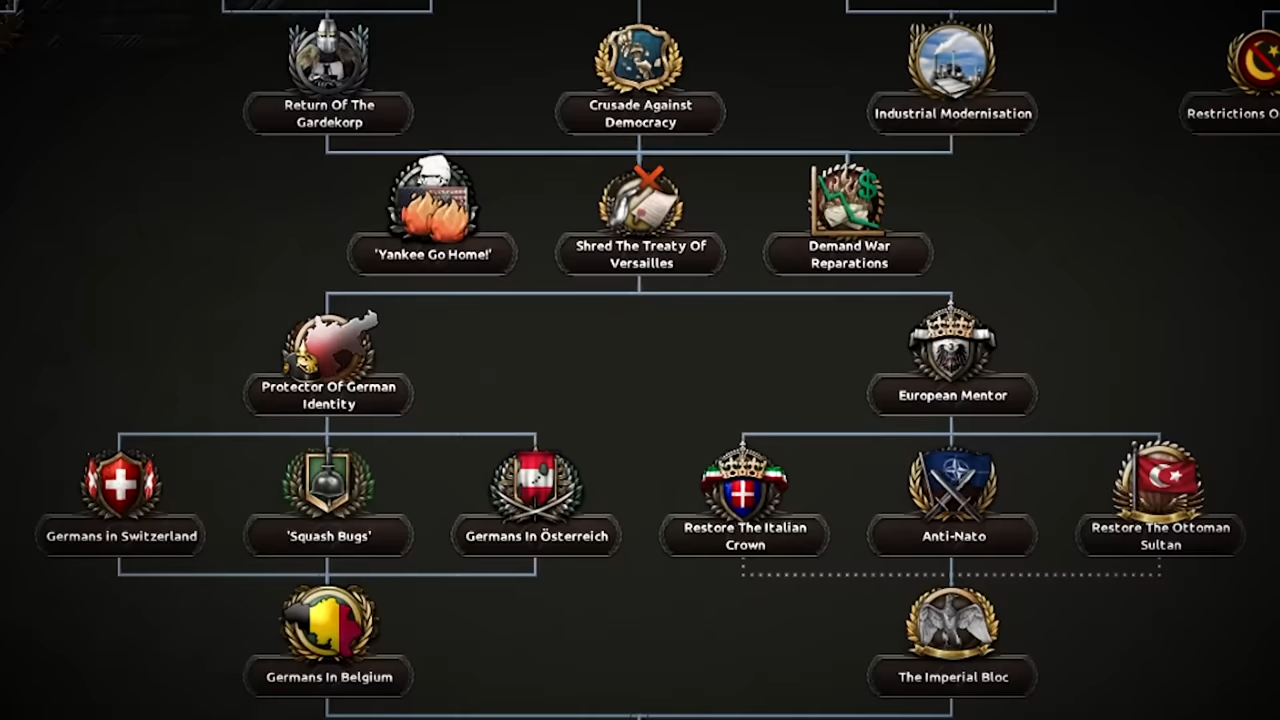 Return Of The
Gardekorp
Crusade Against
Democracy
Industrial Modernisation
Restrictions O
'Yankee Go Home!'
Shred The Treaty Of
Versailles
Demand War
Reparations
$
Protector Of German
Identity
European Mentor
Germans in Switzerland
'Squash Bugs'
Germans In Österreich
Restore The Italian
Crown
Anti-Nato
Restore The Ottoman
Sultan
Germans In Belgium
The Imperial Bloc